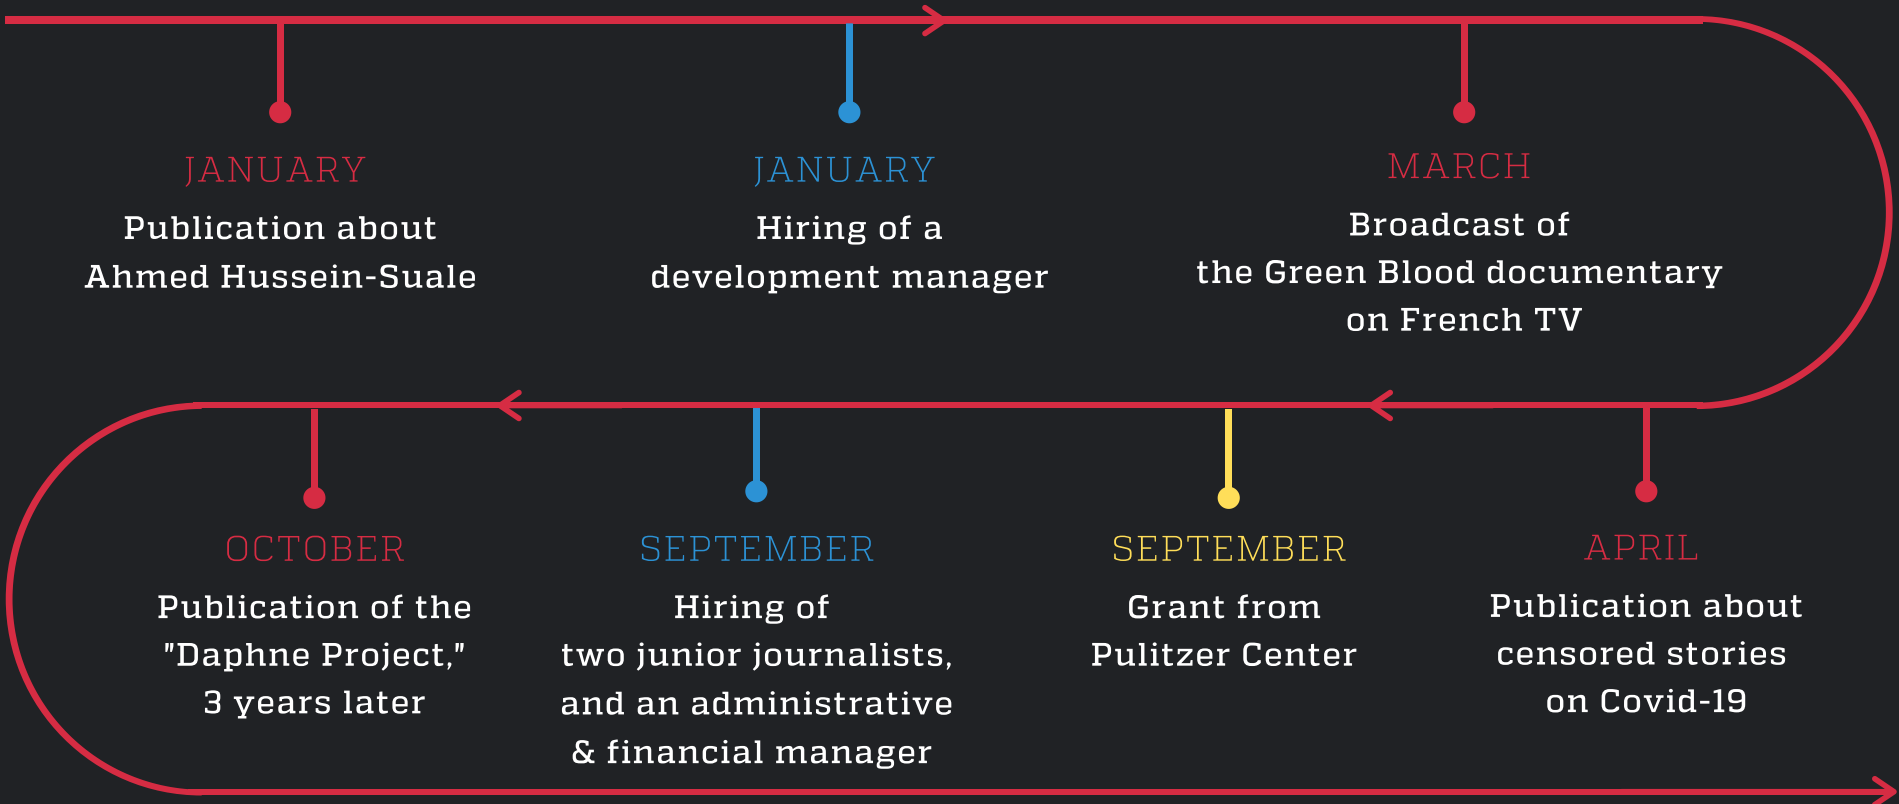 JANUARY
Publication about
Ahmed Hussein-Suale
JANUARY
Hiring of a
development manager
MARCH
Broadcast of
the Green Blood documentary
on French TV
APRIL
Publication about
censored stories
on Covid-19
SEPTEMBER
Grant from
Pulitzer Center
SEPTEMBER
Hiring of
two junior journalists,
and an administrative
& financial manager
OCTOBER
Publication of the
"Daphne Project,"
3 years later